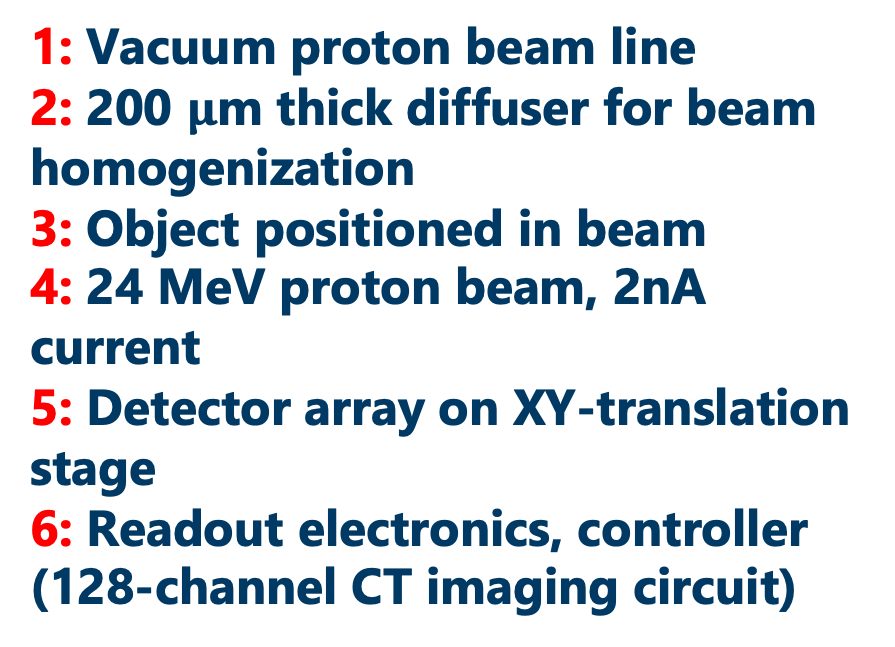 1: Vacuum proton beam line
2: 200 μm thick diffuser for beam
homogenization
3: Object positioned in beam
4: 24 MeV proton beam, 2nA
current
5: Detector array on XY-translation
stage
6: Readout electronics, controller
(128-channel CT imaging circuit)